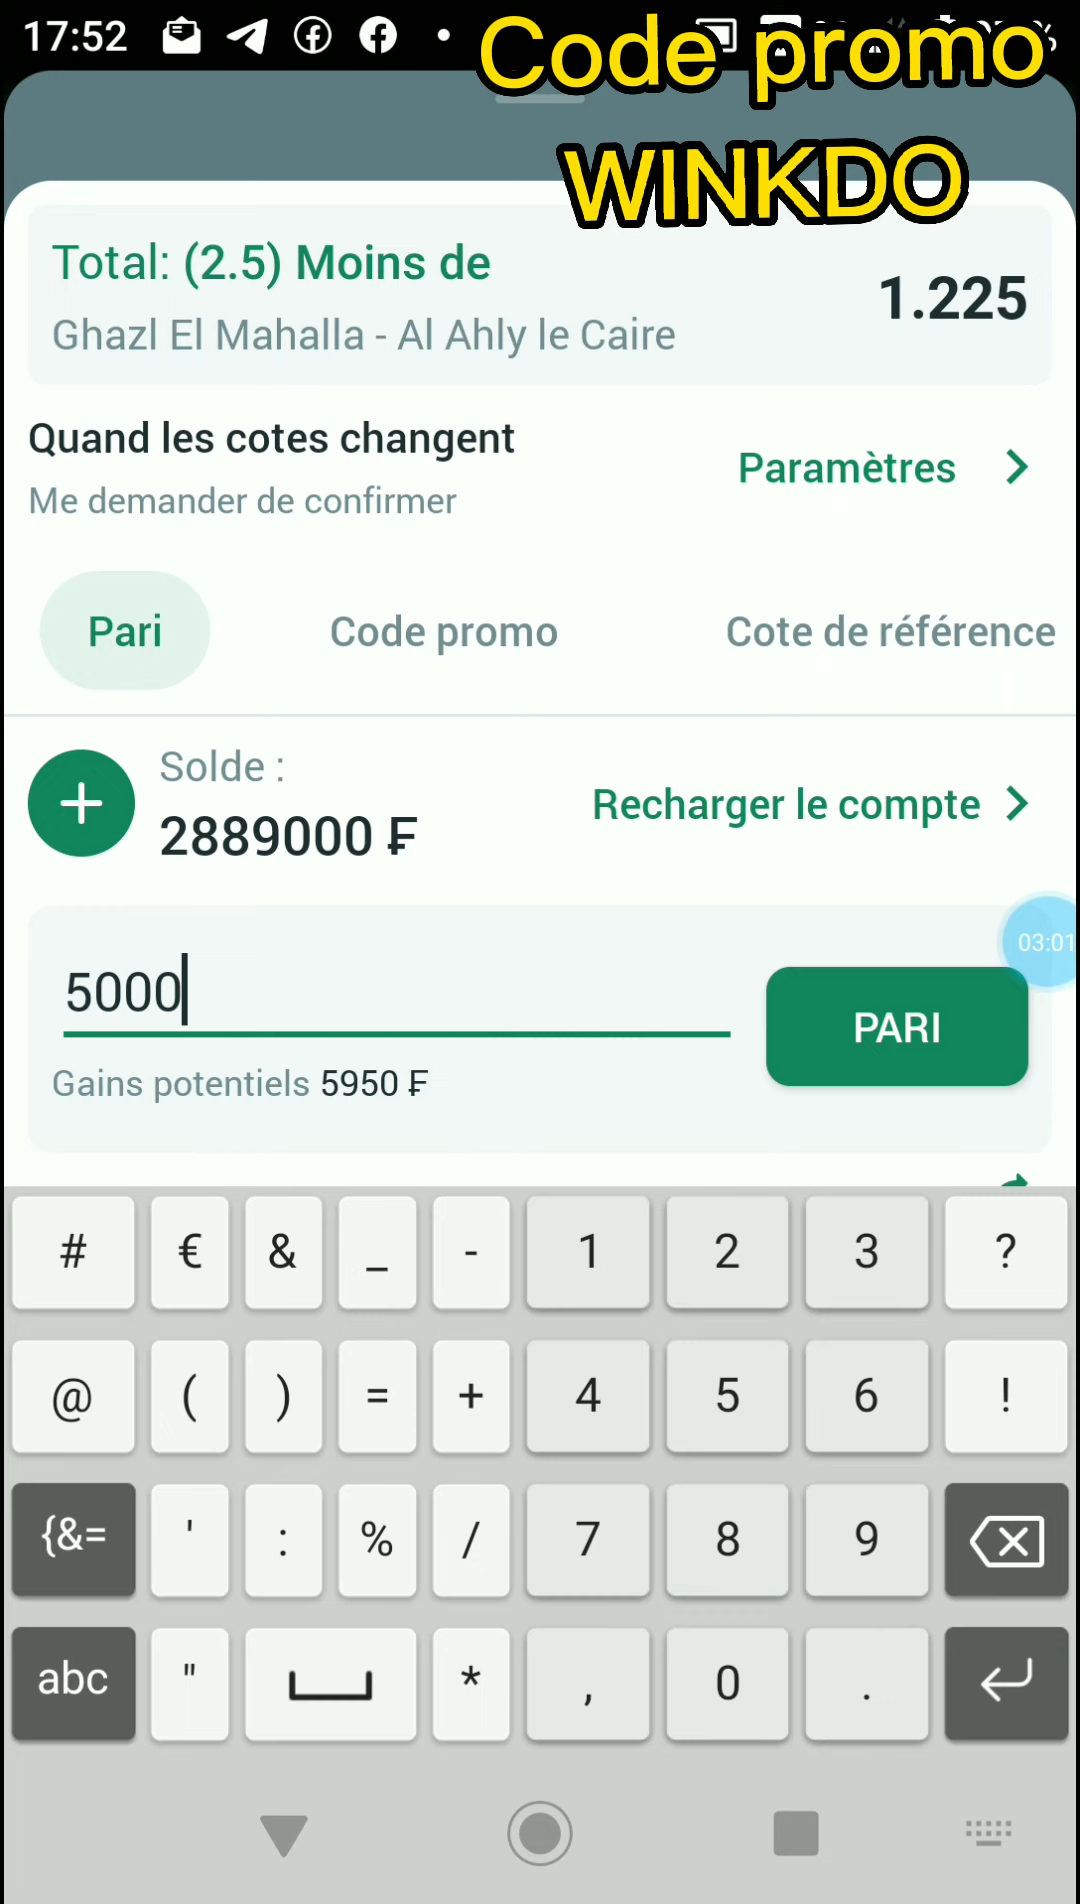 17:52
Code promo
WINKDO
Total: (2.5) Moins de
1.225
Ghazl El Mahalla - Al Ahly le Caire
Quand les cotes changent
Me demander de confirmer
Paramètres
Pari
Code promo
Cote de référence
Solde :
2889000 ₣
Recharger le compte
03:01
5000
PARI
Gains potentiels 5950 ₣
# € & _ - 1 2 3 ?
@ ( ) = + 4 5 6 !
{&= ' : % / 7 8 9
abc " * , 0 .